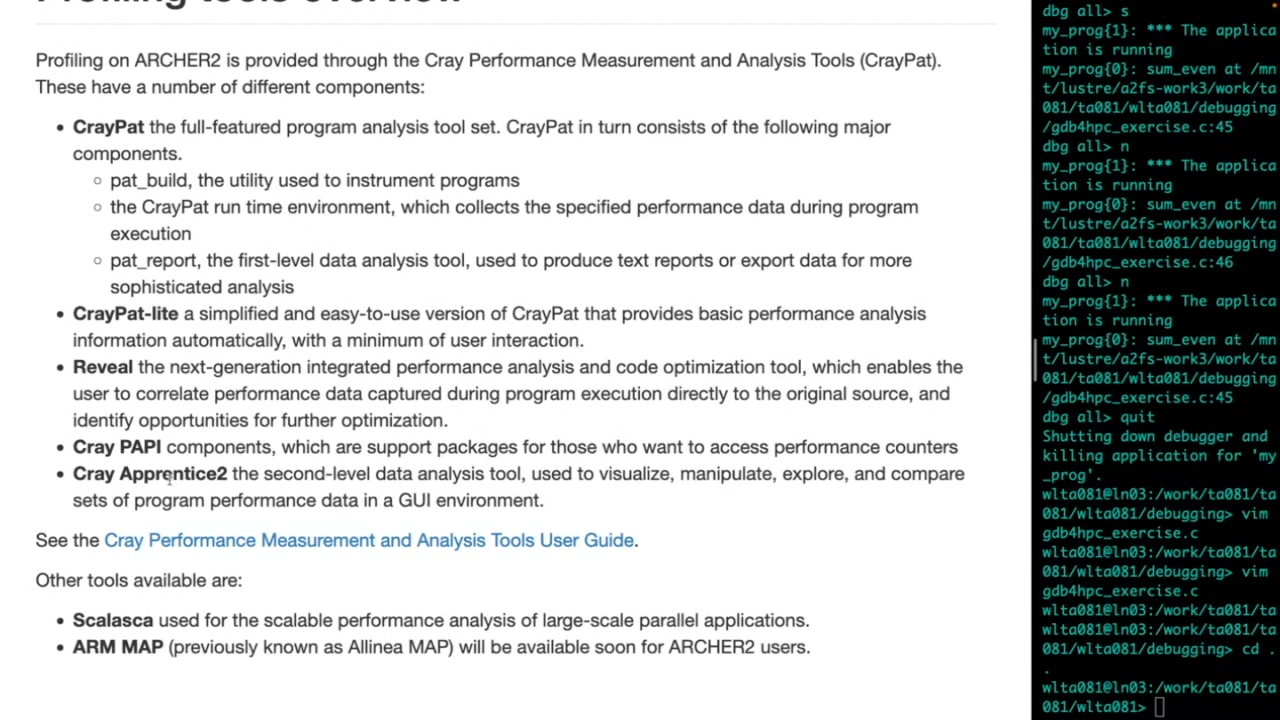 Profiling tools overview
Profiling on ARCHER2 is provided through the Cray Performance Measurement and Analysis Tools (CrayPat).
These have a number of different components:
• CrayPat the full-featured program analysis tool set. CrayPat in turn consists of the following major
components.
○ pat_build, the utility used to instrument programs
○ the CrayPat run time environment, which collects the specified performance data during program
execution
○ pat_report, the first-level data analysis tool, used to produce text reports or export data for more
sophisticated analysis
• CrayPat-lite a simplified and easy-to-use version of CrayPat that provides basic performance analysis
information automatically, with a minimum of user interaction.
• Reveal the next-generation integrated performance analysis and code optimization tool, which enables the
user to correlate performance data captured during program execution directly to the original source, and
identify opportunities for further optimization.
• Cray PAPI components, which are support packages for those who want to access performance counters
• Cray Apprentice2 the second-level data analysis tool, used to visualize, manipulate, explore, and compare
sets of program performance data in a GUI environment.
See the Cray Performance Measurement and Analysis Tools User Guide.
Other tools available are:
• Scalasca used for the scalable performance analysis of large-scale parallel applications.
• ARM MAP (previously known as Allinea MAP) will be available soon for ARCHER2 users.
dbg all> s
my_prog{1}: *** The applica
tion is running
my_prog{0}: sum_even at /mn
t/lustre/a2fs-work3/work/ta
081/ta081/wlta081/debugging
/gdb4hpc_exercise.c:45
dbg all> n
my_prog{1}: *** The applica
tion is running
my_prog{0}: sum_even at /mn
t/lustre/a2fs-work3/work/ta
081/ta081/wlta081/debugging
/gdb4hpc_exercise.c:46
dbg all> n
my_prog{1}: *** The applica
tion is running
my_prog{0}: sum_even at /mn
t/lustre/a2fs-work3/work/ta
081/ta081/wlta081/debugging
/gdb4hpc_exercise.c:45
dbg all> quit
Shutting down debugger and
killing application for 'my
_prog'.
wlta081@ln03:/work/ta081/ta
081/wlta081/debugging> vim
gdb4hpc_exercise.c
wlta081@ln03:/work/ta081/ta
081/wlta081/debugging> vim
gdb4hpc_exercise.c
wlta081@ln03:/work/ta081/ta
wlta081@ln03:/work/ta081/ta
081/wlta081/debugging> cd .
.
wlta081@ln03:/work/ta081/ta
081/wlta081>